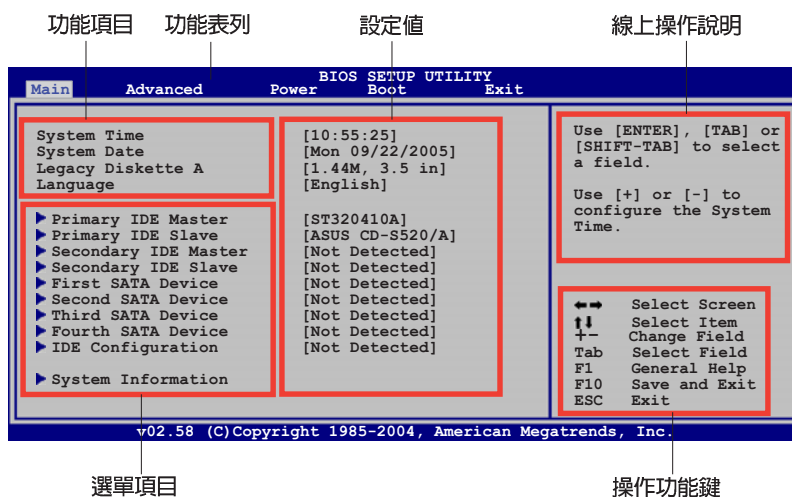 功能項目 功能表列 設定值 線上操作說明
BIOS SETUP UTILITY
Main Advanced Power Boot Exit
System Time [10:55:25]
System Date [Mon 09/22/2005]
Legacy Diskette A [1.44M, 3.5 in]
Language [English]
Primary IDE Master [ST320410A]
Primary IDE Slave [ASUS CD-S520/A]
Secondary IDE Master [Not Detected]
Secondary IDE Slave [Not Detected]
First SATA Device [Not Detected]
Second SATA Device [Not Detected]
Third SATA Device [Not Detected]
Fourth SATA Device [Not Detected]
IDE Configuration [Not Detected]
System Information
Use [ENTER], [TAB] or
[SHIFT-TAB] to select
a field.
Use [+] or [-] to
configure the System
Time.
←→ Select Screen
↑↓ Select Item
+- Change Field
Tab Select Field
F1 General Help
F10 Save and Exit
ESC Exit
v02.58 (C)Copyright 1985-2004, American Megatrends, Inc.
選單項目 操作功能鍵